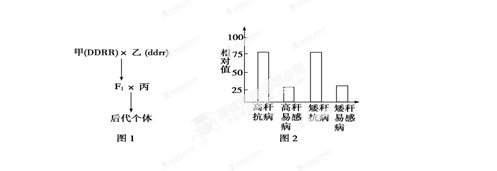 甲(DDRR)× 乙 (ddrr)
F₁ × 丙
后代个体
图 1
相对值
100
75
50
25
高秆抗病
高秆易感病
矮秆抗病
矮秆易感病
图 2